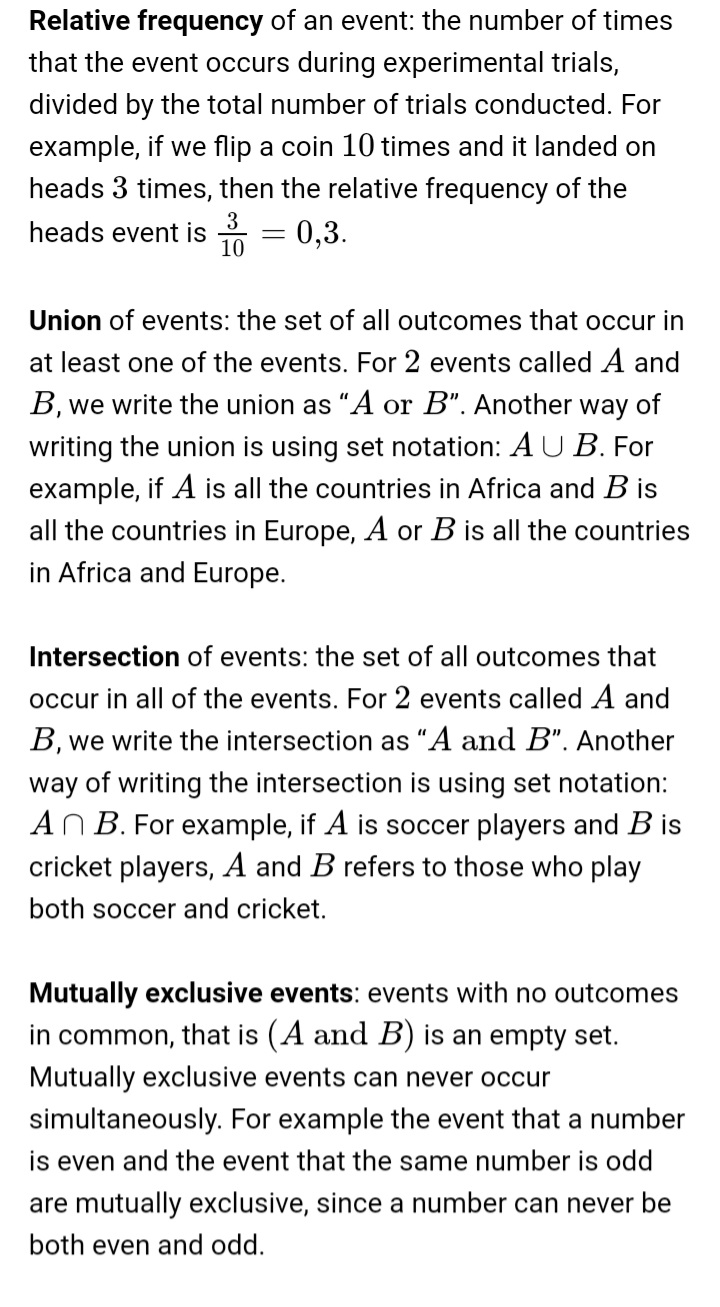 Relative frequency of an event: the number of times
that the event occurs during experimental trials,
divided by the total number of trials conducted. For
example, if we flip a coin 10 times and it landed on
heads 3 times, then the relative frequency of the
heads event is 3/10 = 0,3.
Union of events: the set of all outcomes that occur in
at least one of the events. For 2 events called A and
B, we write the union as “A or B”. Another way of
writing the union is using set notation: A ∪ B. For
example, if A is all the countries in Africa and B is
all the countries in Europe, A or B is all the countries
in Africa and Europe.
Intersection of events: the set of all outcomes that
occur in all of the events. For 2 events called A and
B, we write the intersection as “A and B”. Another
way of writing the intersection is using set notation:
A ∩ B. For example, if A is soccer players and B is
cricket players, A and B refers to those who play
both soccer and cricket.
Mutually exclusive events: events with no outcomes
in common, that is (A and B) is an empty set.
Mutually exclusive events can never occur
simultaneously. For example the event that a number
is even and the event that the same number is odd
are mutually exclusive, since a number can never be
both even and odd.